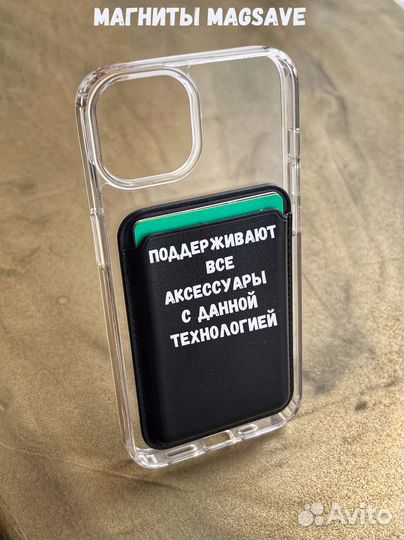 МАГНИТЫ MAGSAVE
ПОДДЕРЖИВАЮТ
ВСЕ
АКСЕССУАРЫ
С ДАННОЙ
ТЕХНОЛОГИЕЙ
Avito